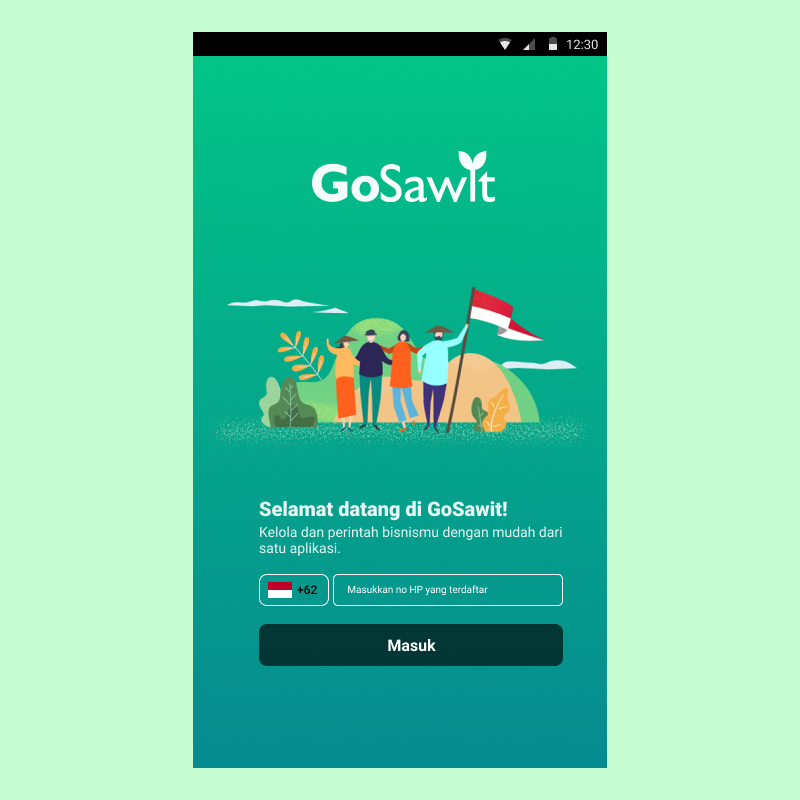 12:30
GoSawit
Selamat datang di GoSawit!
Kelola dan perintah bisnismu dengan mudah dari
satu aplikasi.
+62
Masukkan no HP yang terdaftar
Masuk